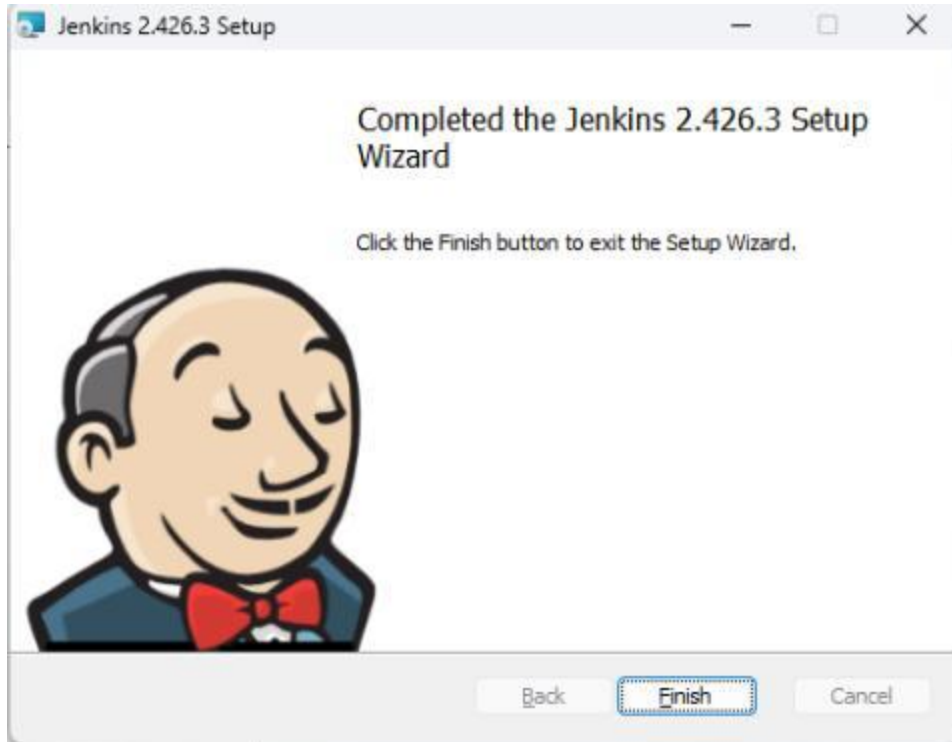 Jenkins 2.426.3 Setup
Completed the Jenkins 2.426.3 Setup
Wizard
Click the Finish button to exit the Setup Wizard.
Back
Finish
Cancel